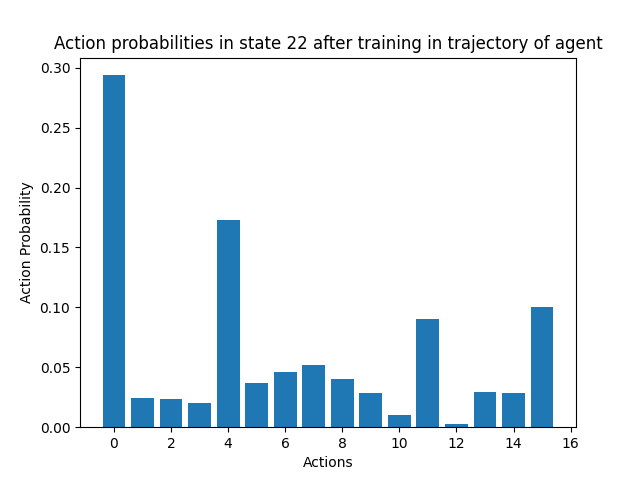 Action probabilities in state 22 after training in trajectory of agent
0.30
0.25
0.20
0.15
0.10
0.05
0.00
Action Probability
0 2 4 6 8 10 12 14 16
Actions